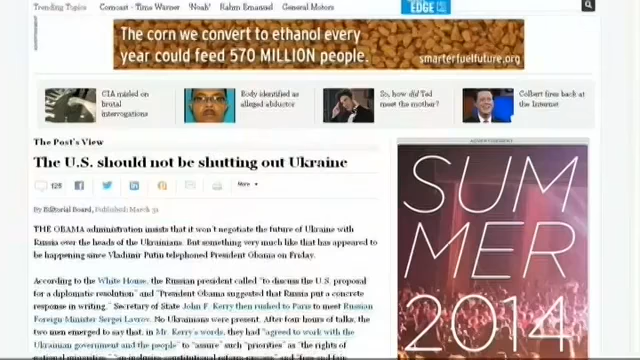 Trending Topics Comcast - Time Warner 'Noah' Rahm Emanuel General Motors
EDGE
The corn we convert to ethanol every
year could feed 570 MILLION people.
smarterfuelfuture.org
CIA misled on
brutal
interrogations
Body identified as
alleged abductor
So, how did Ted
meet the mother?
Colbert fires back at
the Internet
The Post's View
ADVERTISEMENT
The U.S. should not be shutting out Ukraine
More
By Editorial Board, Published: March 31
THE OBAMA administration insists that it won't negotiate the future of Ukraine with
Russia over the heads of the Ukrainians. But something very much like that has appeared to
be happening since Vladimir Putin telephoned President Obama on Friday.
According to the White House, the Russian president called "to discuss the U.S. proposal
for a diplomatic resolution" and "President Obama suggested that Russia put a concrete
response in writing." Secretary of State John F. Kerry then rushed to Paris to meet Russian
Foreign Minister Sergei Lavrov. No Ukrainians were present. After four hours of talks, the
two men emerged to say that, in Mr. Kerry's words, they had "agreed to work with the
Ukrainian government and the people" to "assure" such "priorities" as "the rights of
SUM
MER
2014